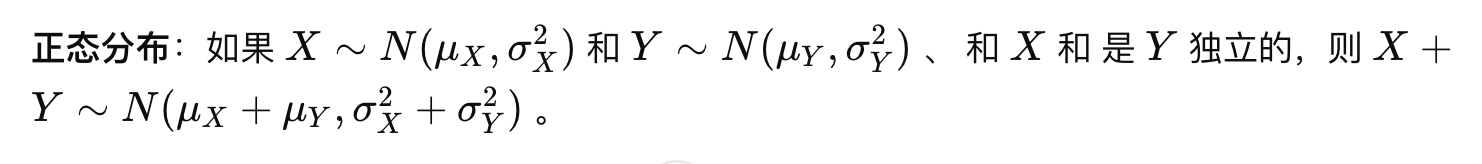 正态分布：如果 X ∼ N(μ_X, σ_X^2) 和 Y ∼ N(μ_Y, σ_Y^2) 、 和 X 和 是 Y 独立的，则 X +
Y ∼ N(μ_X + μ_Y, σ_X^2 + σ_Y^2) 。